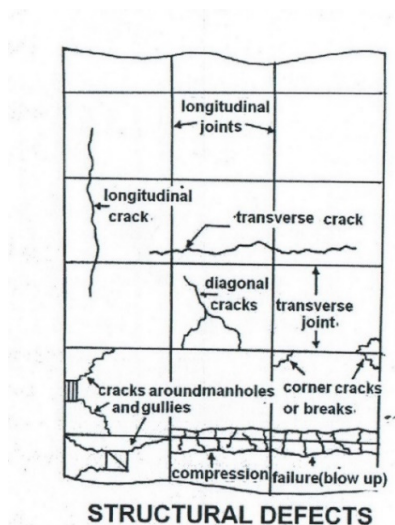 longitudinal
joints
longitudinal
crack
transverse crack
diagonal
cracks
transverse
joint
cracks aroundmanholes
and gullies
corner cracks
or breaks
compression failure(blow up)
STRUCTURAL DEFECTS